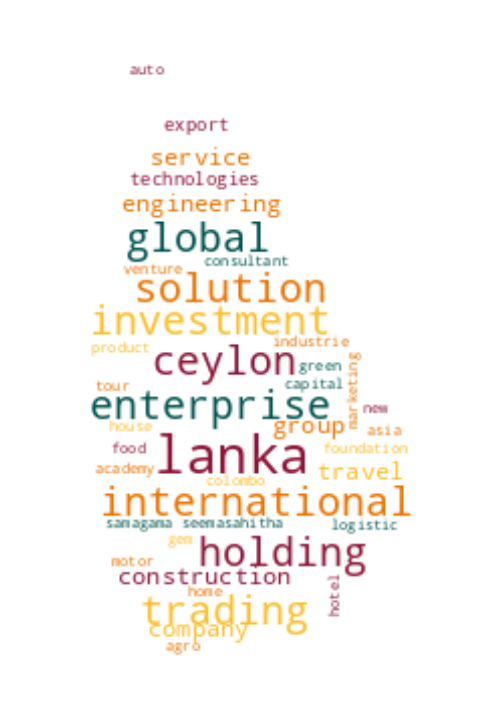 auto
export
service
technologies
engineering
global
consultant
venture
solution
investment
industrie
product
ceylon
green
marketing
tour
capital
enterprise
new
house
group
asia
lanka
food
foundation
academy
travel
colombo
international
samagama seemasahitha
logistic
gem
holding
motor
construction
hotel
home
trading
company
agro